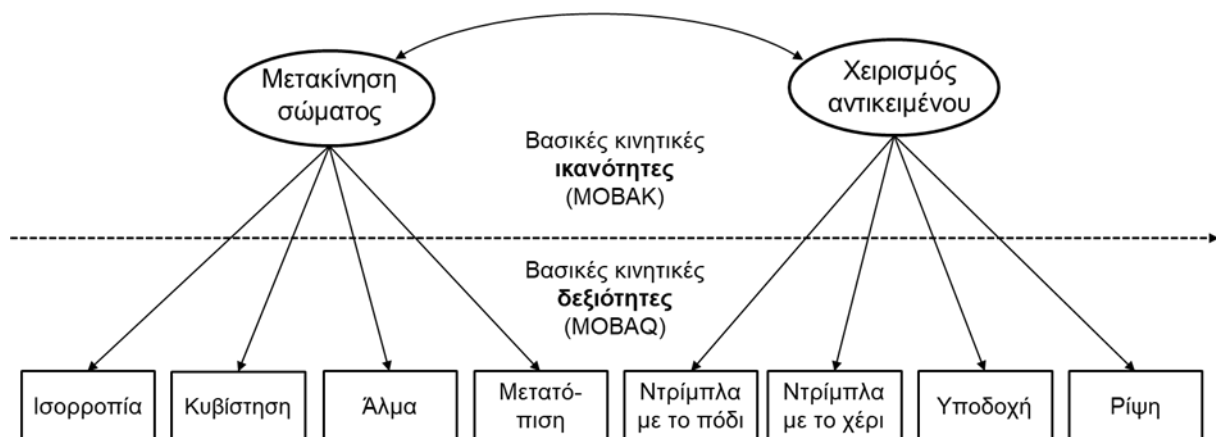 Μετακίνηση
σώματος
Χειρισμός
αντικειμένου
Βασικές κινητικές
ικανότητες
(MOBAK)
Βασικές κινητικές
δεξιότητες
(MOBAQ)
Ισορροπία
Κυβίστηση
Άλμα
Μετατό-
πιση
Ντρίμπλα
με το πόδι
Ντρίμπλα
με το χέρι
Υποδοχή
Ρίψη